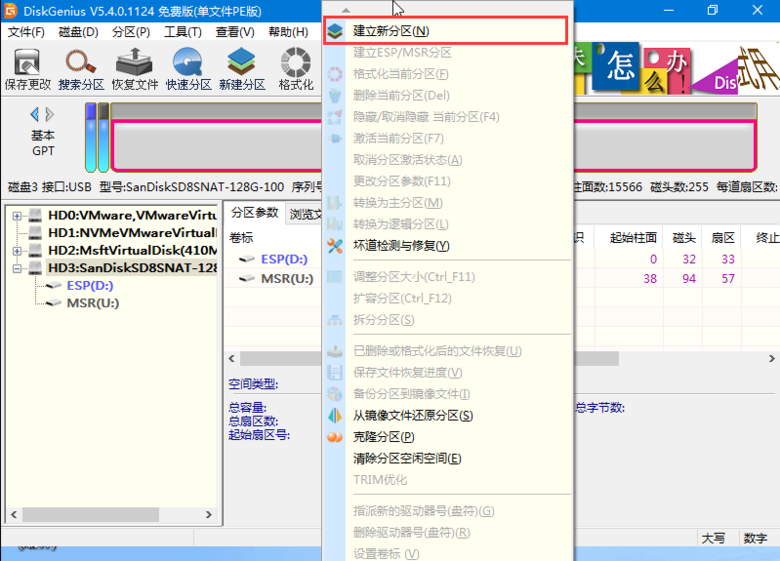 DiskGenius V5.4.0.1124 免费版(单文件PE版)
文件(F) 磁盘(D) 分区(P) 工具(T) 查看(V) 帮助(H)
保存更改 搜索分区 恢复文件 快速分区 新建分区 格式化
怎 么 办
Dis
基本
GPT
磁盘3 接口:USB 型号:SanDiskSD8SNAT-128G-100 序列号
柱面数:15566 磁头数:255 每道扇区数:
HD0:VMware,VMwareVirtu
HD1:NVMeVMwareVirtual
HD2:MsftVirtualDisk(410M
HD3:SanDiskSD8SNAT-128
ESP(D:)
MSR(U:)
分区参数 浏览文
卷标
识 起始柱面 磁头 扇区 终止
ESP(D:) 0 32 33
MSR(U:) 38 94 57
空间类型:
总容量: 总字节数:
总扇区数:
起始扇区号:
建立新分区(N)
建立ESP/MSR分区
格式化当前分区(F)
删除当前分区(Del)
隐藏/取消隐藏 当前分区(F4)
激活当前分区(F7)
取消分区激活状态(A)
更改分区参数(F11)
转换为主分区(M)
转换为逻辑分区(L)
坏道检测与修复(Y)
调整分区大小(Ctrl_F11)
扩容分区(Ctrl_F12)
拆分分区(S)
已删除或格式化后的文件恢复(U)
保存文件恢复进度(V)
备份分区到镜像文件(I)
从镜像文件还原分区(S)
克隆分区(P)
清除分区空闲空间(E)
TRIM优化
指派新的驱动器号(盘符)(G)
删除驱动器号(盘符)(R)
设置卷标 (V)
大写 数字